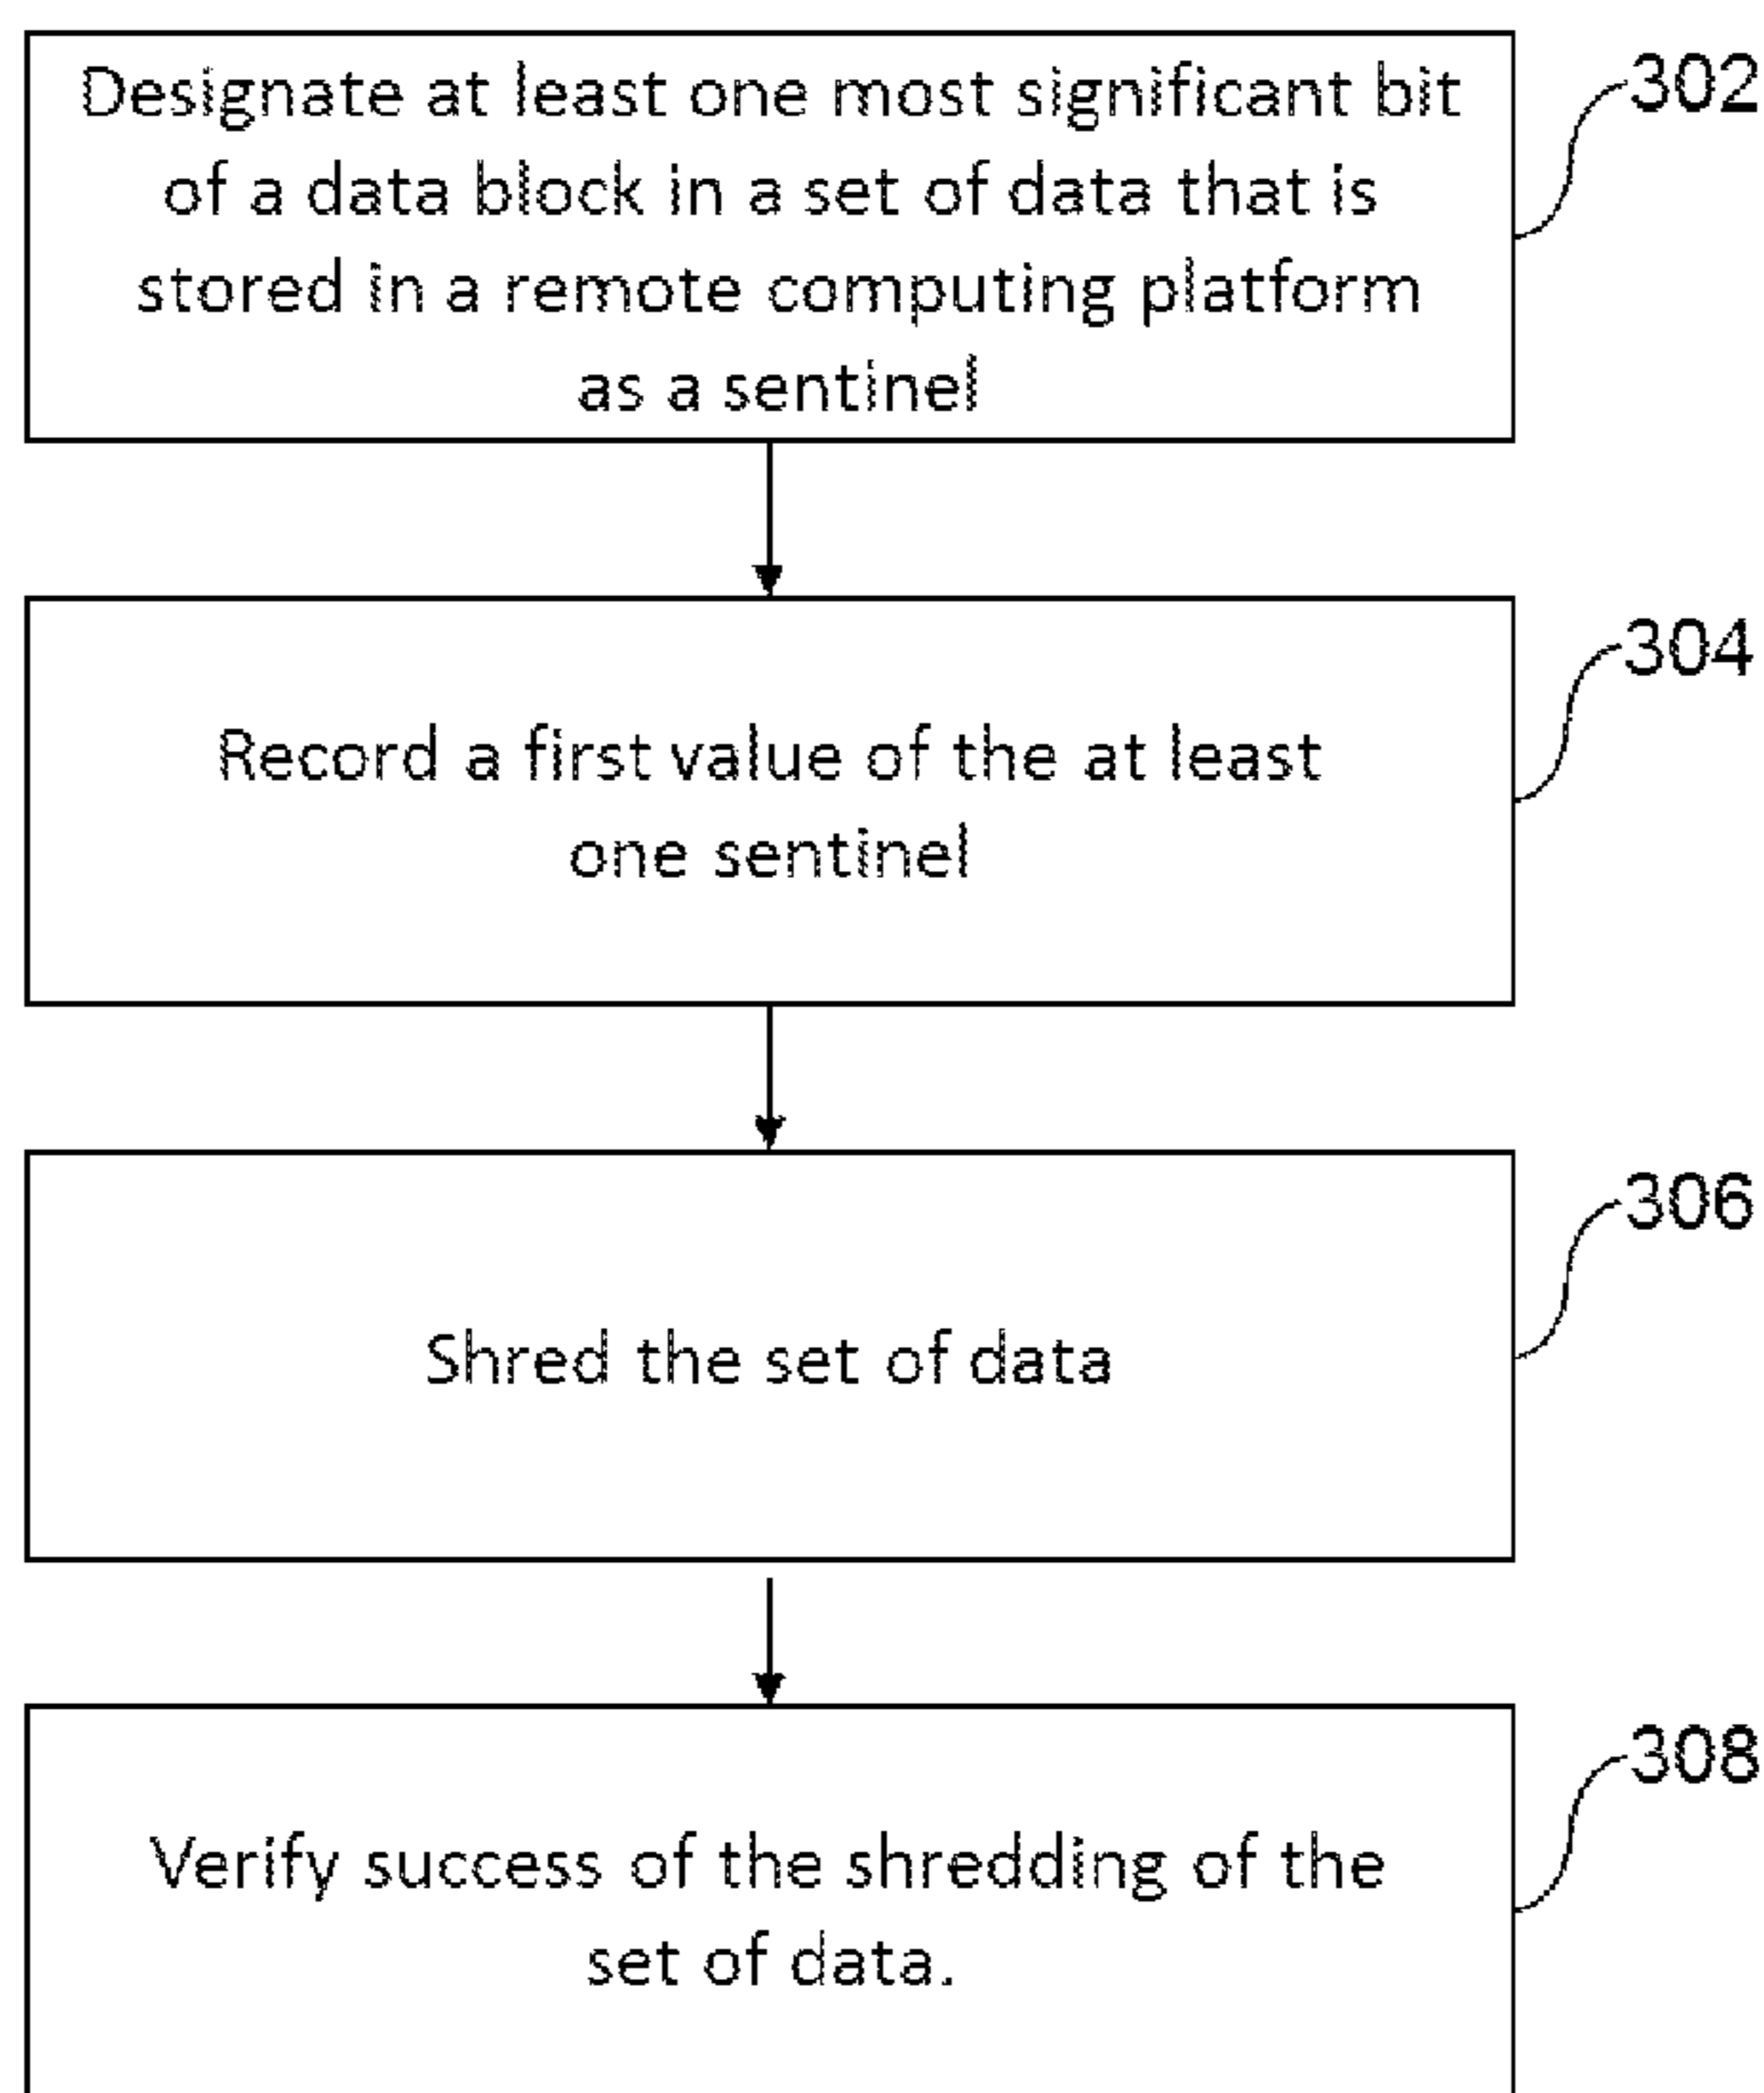 Designate at least one most significant bit
of a data block in a set of data that is
stored in a remote computing platform
as a sentinel
302
Record a first value of the at least
one sentinel
304
Shred the set of data
306
Verify success of the shredding of the
set of data.
308